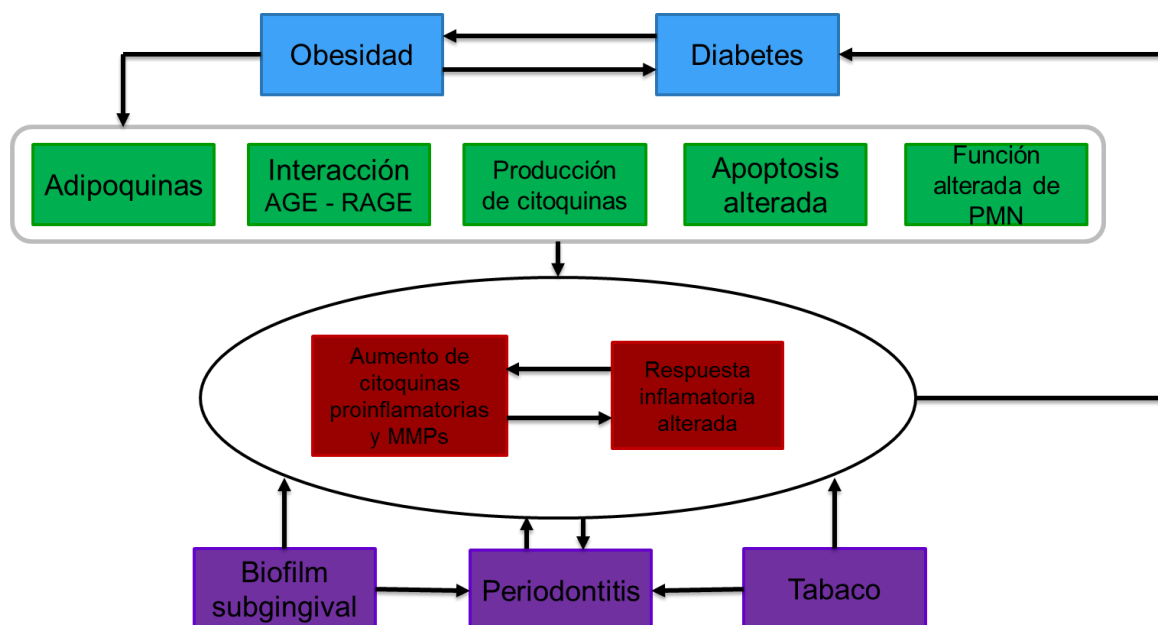 Obesidad
Diabetes
Adipoquinas
Interacción
AGE - RAGE
Producción
de citoquinas
Apoptosis
alterada
Función
alterada de
PMN
Aumento de
citoquinas
proinflamatorias
y MMPs
Respuesta
inflamatoria
alterada
Biofilm
subgingival
Periodontitis
Tabaco